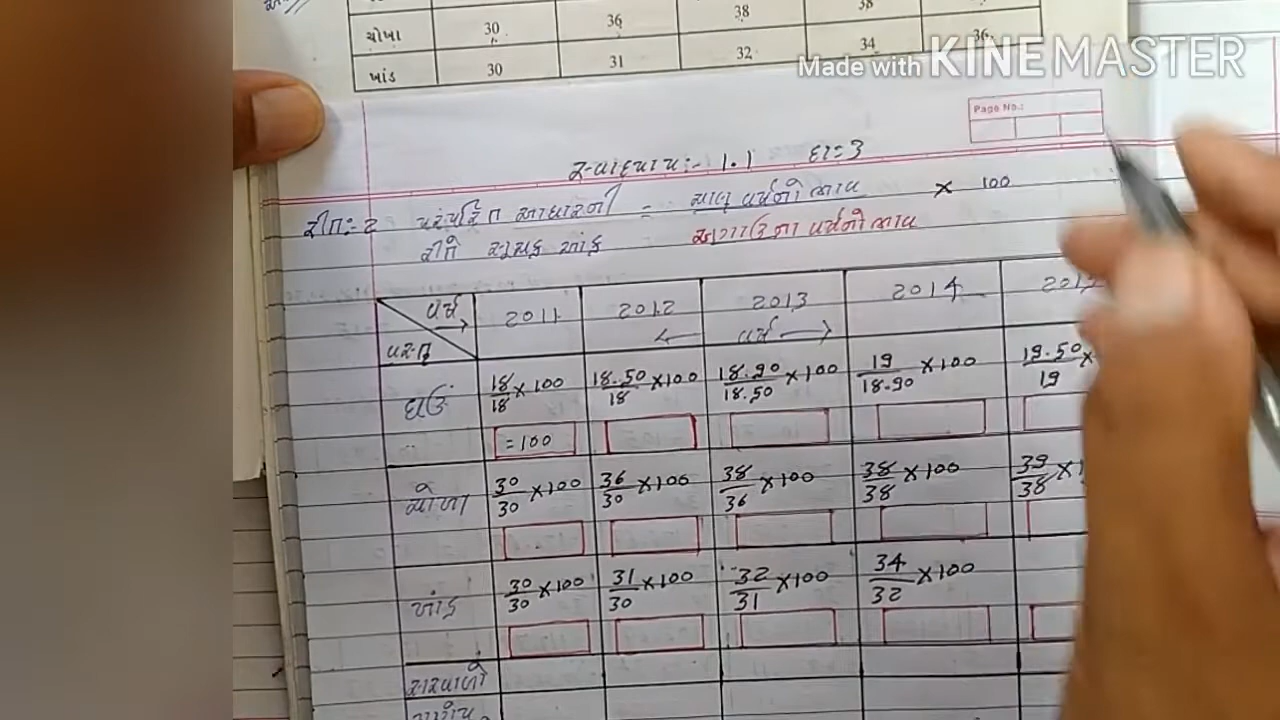 ચોખા 30 36 38 38
ખાંડ 30 31 32 34 36
Made with KINEMASTER
Page No.:
સ્વાધ્યાય:- 1.1 દા:3
રીત:-2 પરંપરિત આધારની = ચાલુ વર્ષનો ભાવ × 100
રીતે સૂચક આંક અગાઉના વર્ષનો ભાવ
વર્ષ → 2011 2012 2013 2014
વસ્તુ ← વર્ષ →
ઘઉં 18/18 ×100 18.50/18 ×100 18.90/18.50 ×100 19/18.90 ×100 19.50/19 ×
=100
ચોખા 30/30 ×100 36/30 ×100 38/36 ×100 38/38 ×100 39/38 ×
ખાંડ 30/30 ×100 31/30 ×100 32/31 ×100 34/32 ×100
સરવાળો